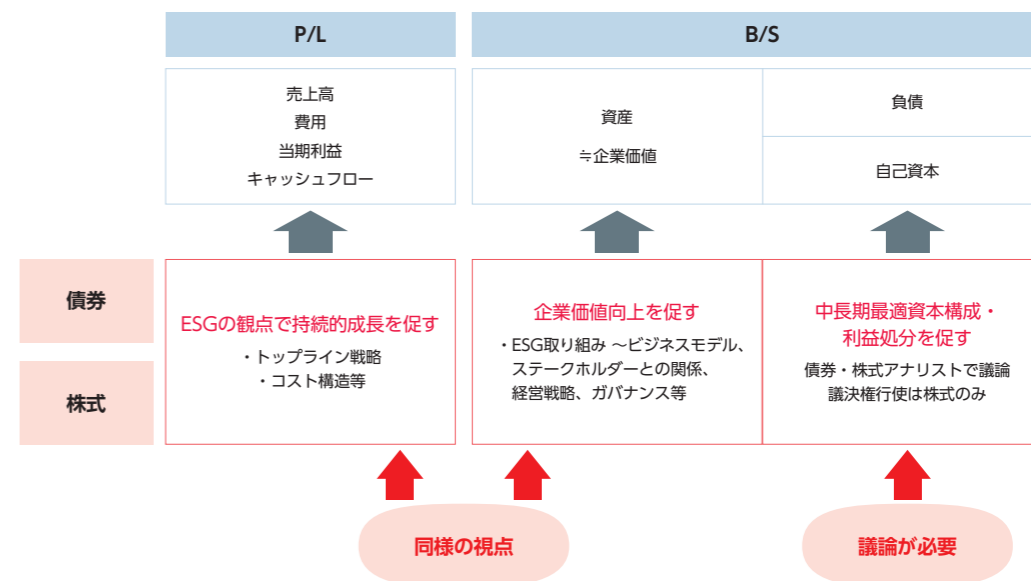 P/L
B/S
売上高
費用
当期利益
キャッシュフロー
資産
≒企業価値
負債
自己資本
債券
株式
ESGの観点で持続的成長を促す
・トップライン戦略
・コスト構造等
企業価値向上を促す
・ESG取り組み ～ビジネスモデル、
ステークホルダーとの関係、
経営戦略、ガバナンス等
中長期最適資本構成・
利益処分を促す
債券・株式アナリストで議論
議決権行使は株式のみ
同様の視点
議論が必要